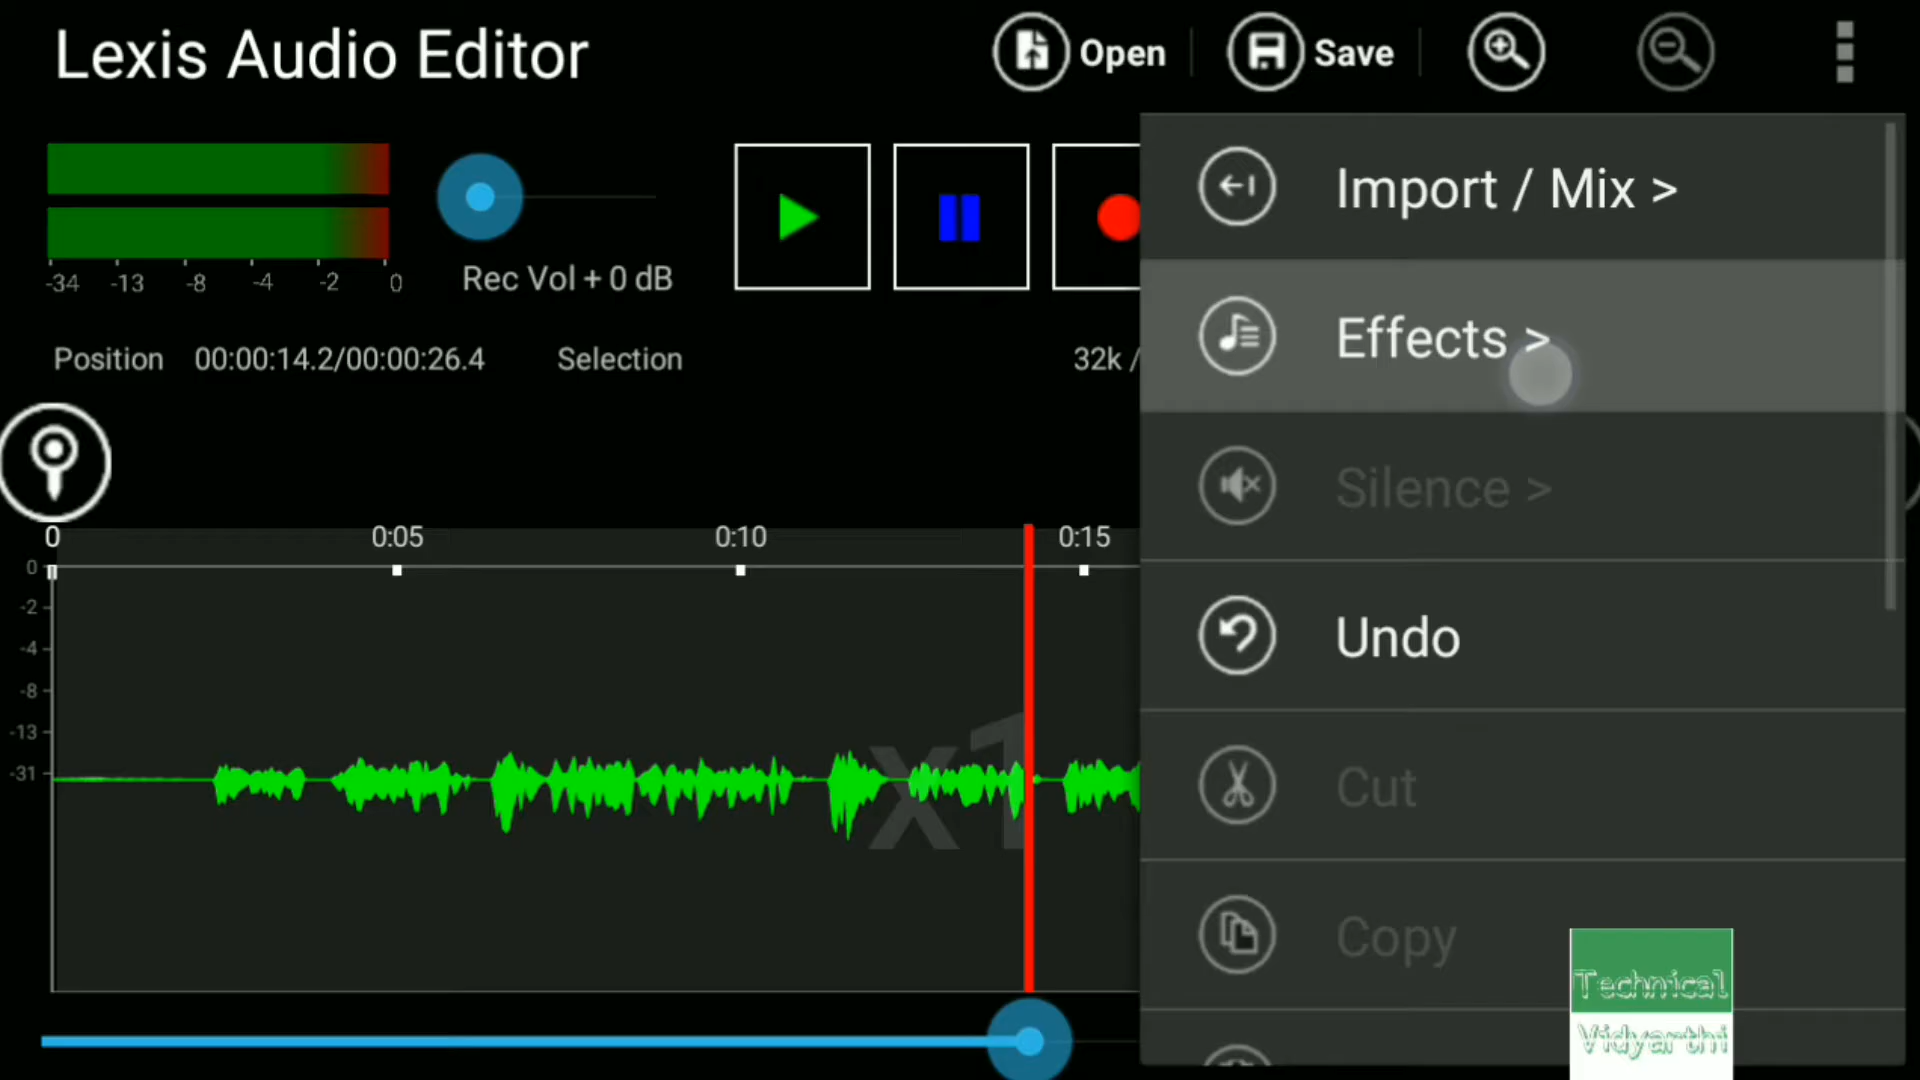 Lexis Audio Editor
Open
Save
Import / Mix >
Effects >
Silence >
Undo
Cut
Copy
-34 -13 -8 -4 -2 0
Rec Vol + 0 dB
Position 00:00:14.2/00:00:26.4 Selection 32k /
0 0:05 0:10 0:15
0
-2
-4
-8
-13
-31
x1
Technical
Vidyarthi